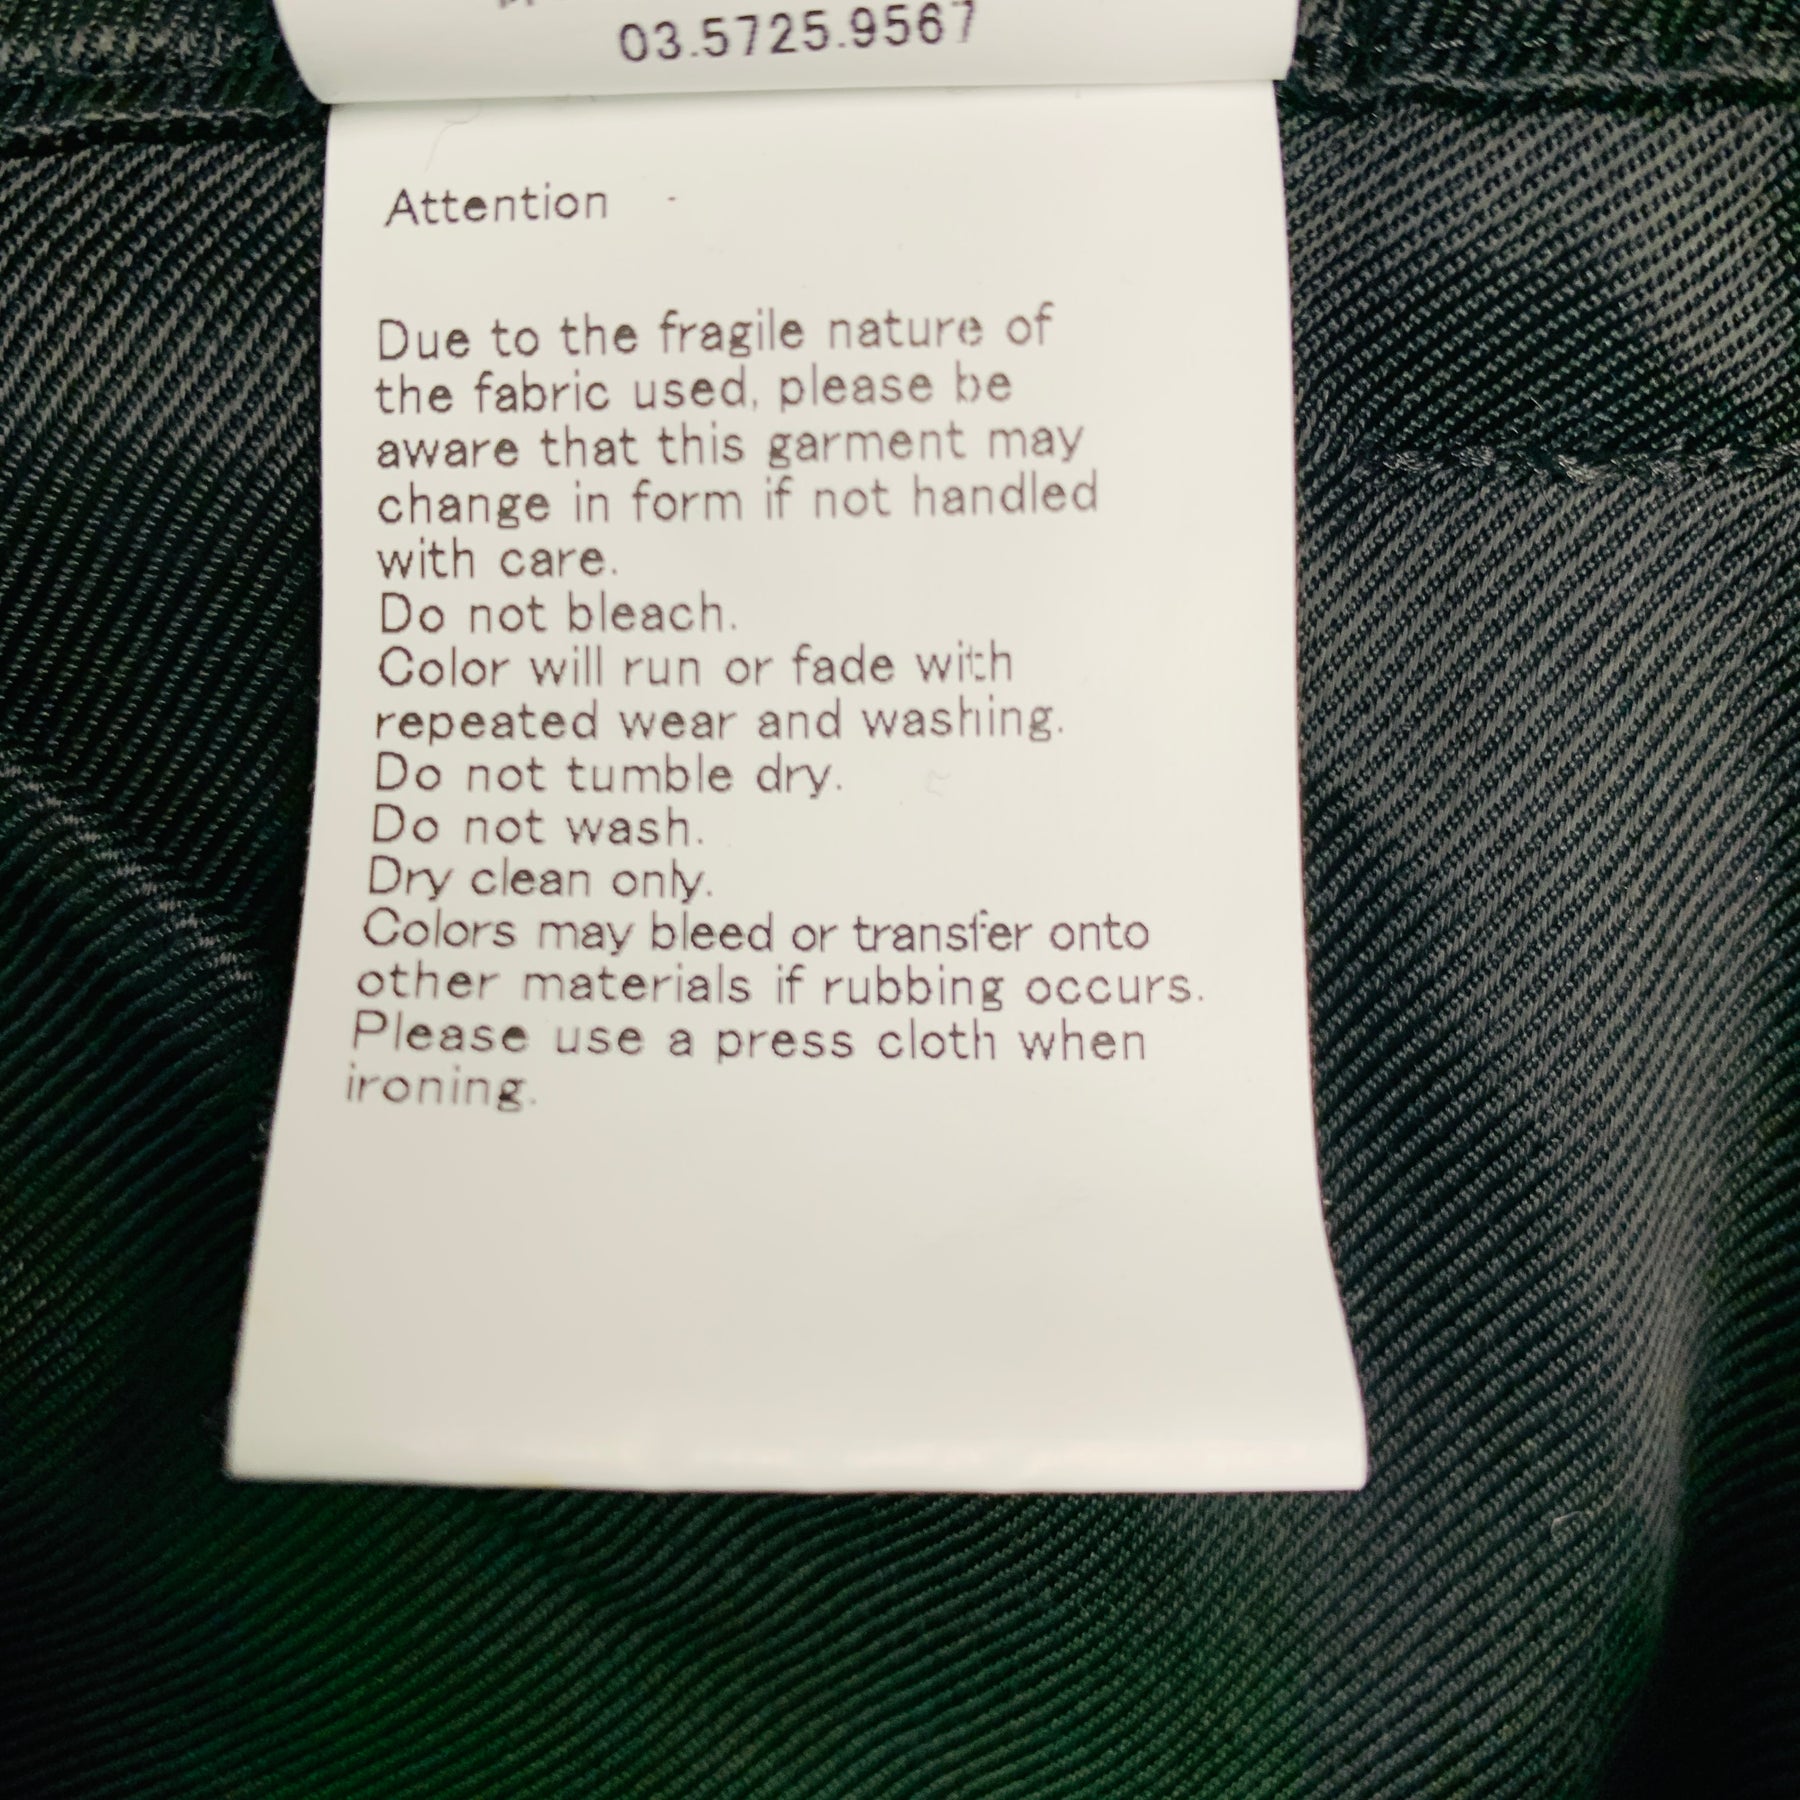 03.5725.9567
Attention
Due to the fragile nature of
the fabric used, please be
aware that this garment may
change in form if not handled
with care.
Do not bleach.
Color will run or fade with
repeated wear and washing.
Do not tumble dry.
Do not wash.
Dry clean only.
Colors may bleed or transfer onto
other materials if rubbing occurs.
Please use a press cloth when
ironing.